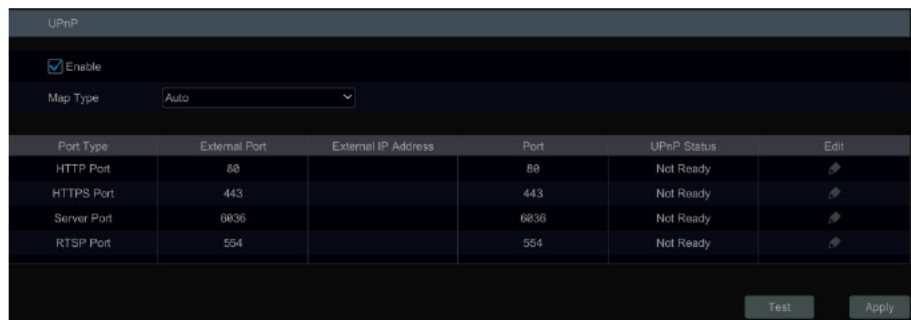 UPnP
Enable
Map Type Auto
Port Type External Port External IP Address Port UPnP Status Edit
HTTP Port 80 80 Not Ready
HTTPS Port 443 443 Not Ready
Server Port 6036 6036 Not Ready
RTSP Port 554 554 Not Ready
Test Apply